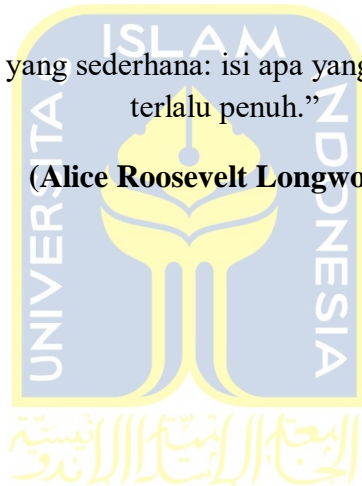 ISLAM
yang sederhana: isi apa yang
terlalu penuh.”
(Alice Roosevelt Longwo
UNIVERSITAS
INDONESIA